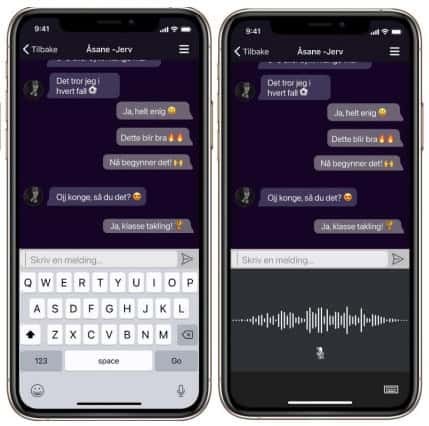 9:41
Tilbake
Åsane -Jerv
Det tror jeg i
hvert fall ⚽
Ja, helt enig 😀
Dette blir bra 🔥🔥
Nå begynner det! 🙌
Ojj konge, så du det? 😍
Ja, klasse takling! 🏆
Skriv en melding...
Q W E R T Y U I O P
A S D F G H J K L
Z X C V B N M
123 space Go
9:41
Tilbake
Åsane -Jerv
Det tror jeg i
hvert fall ⚽
Ja, helt enig 😀
Dette blir bra 🔥🔥
Nå begynner det! 🙌
Ojj konge, så du det? 😍
Ja, klasse takling! 🏆
Skriv en melding...